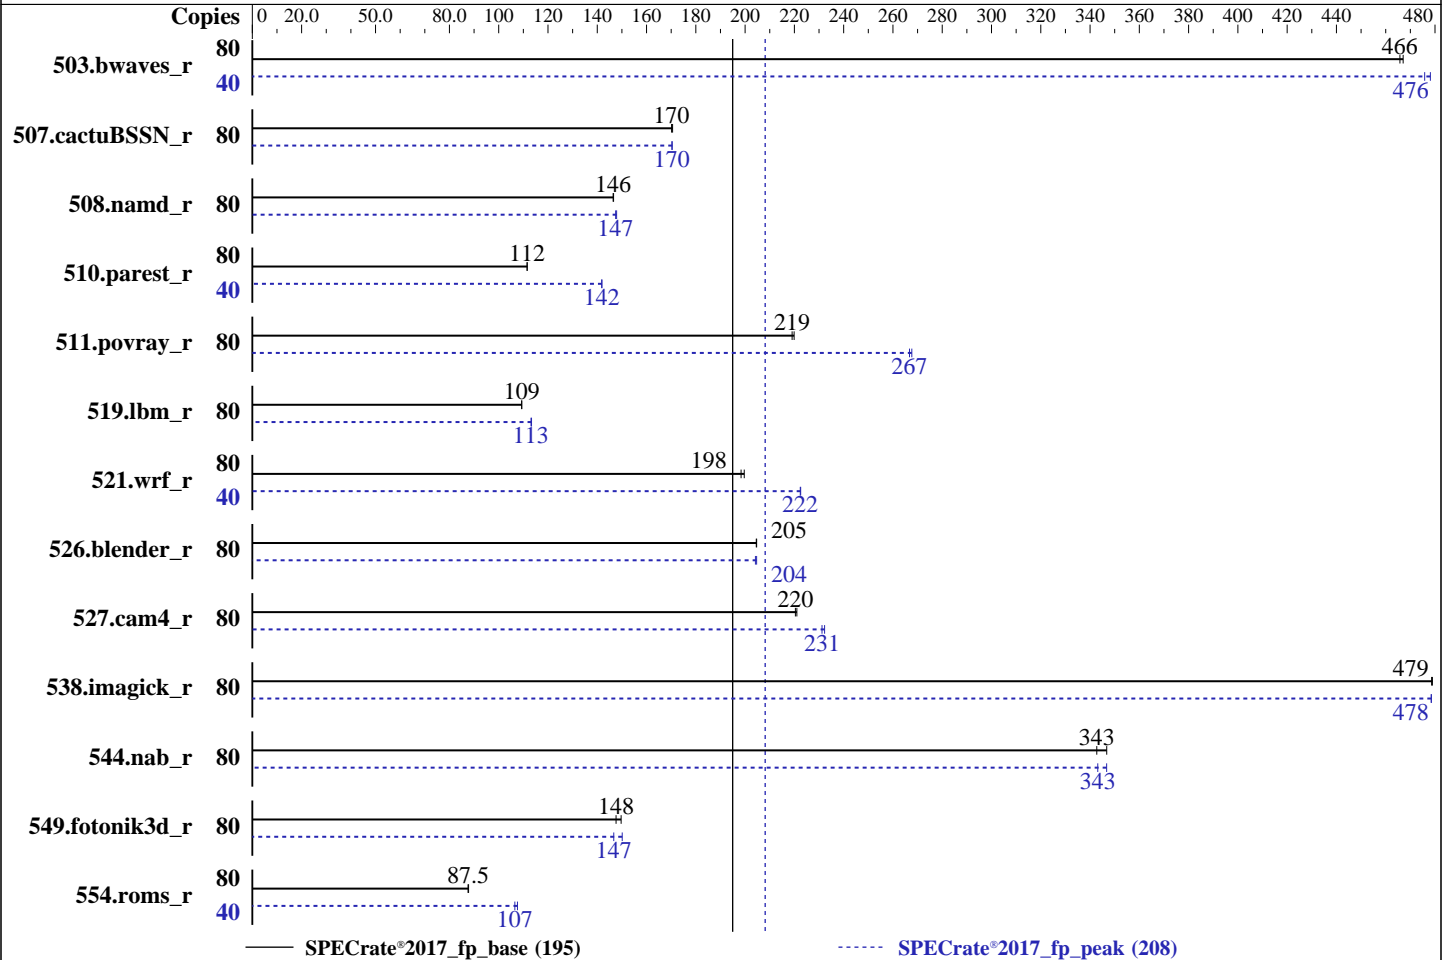 Copies 0 20.0 50.0 80.0 100 120 140 160 180 200 220 240 260 280 300 320 340 360 380 400 420 440 480
503.bwaves_r 80 466
40 476
507.cactuBSSN_r 80 170
170
508.namd_r 80 146
147
510.parest_r 80 112
40 142
511.povray_r 80 219
267
519.lbm_r 80 109
113
521.wrf_r 80 198
40 222
526.blender_r 80 205
204
527.cam4_r 80 220
231
538.imagick_r 80 479
478
544.nab_r 80 343
343
549.fotonik3d_r 80 148
147
554.roms_r 80 87.5
40 107
SPECrate®2017_fp_base (195) SPECrate®2017_fp_peak (208)